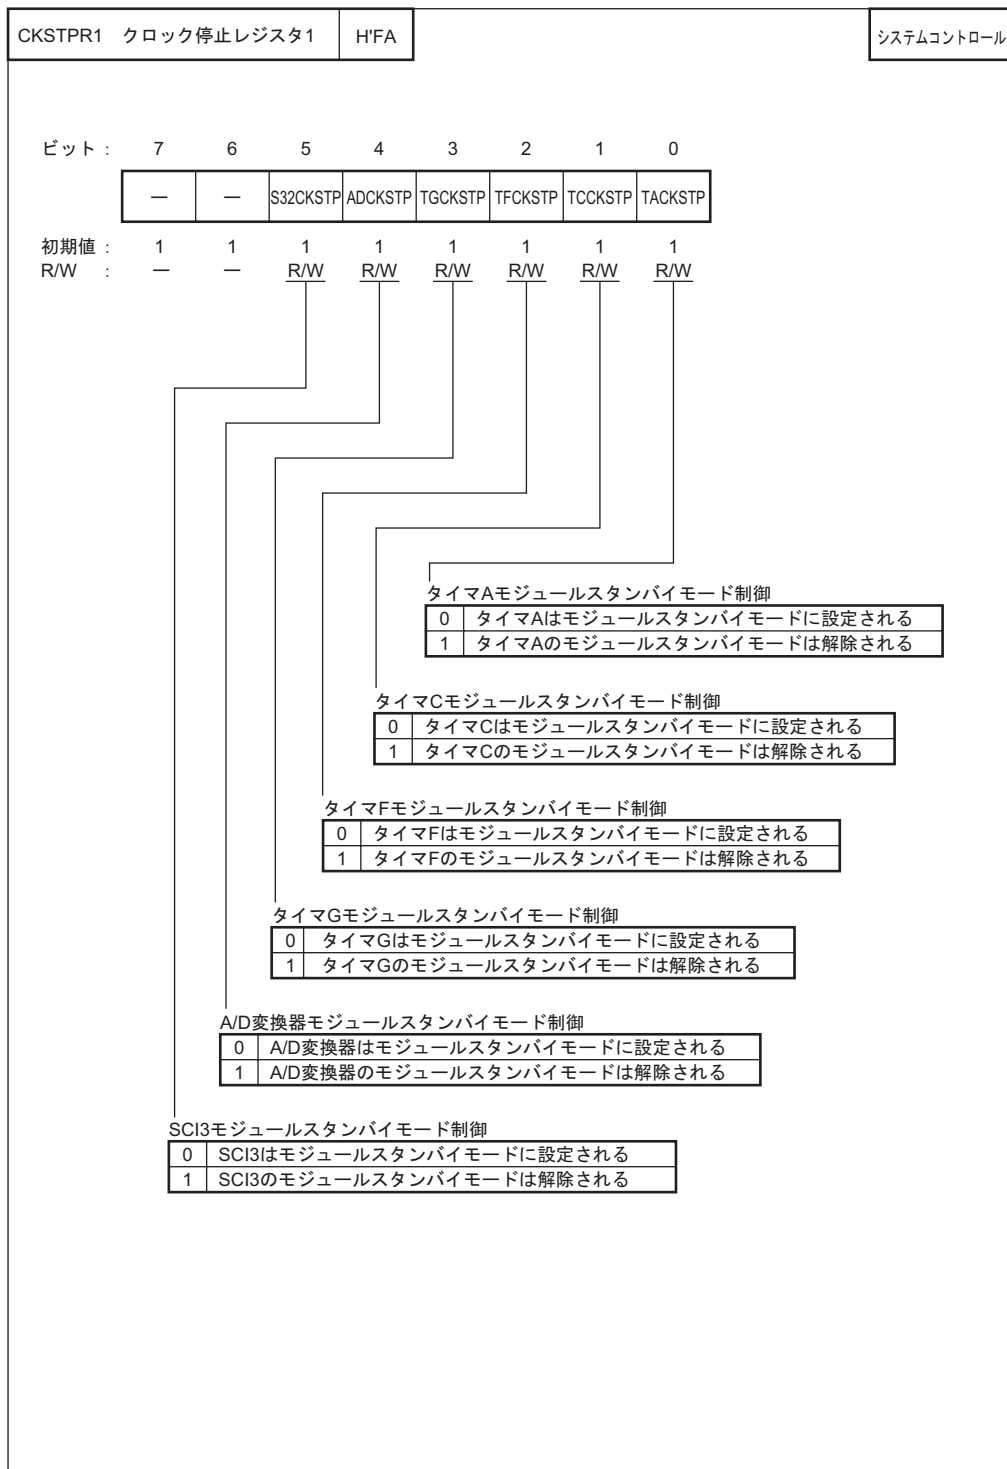 CKSTPR1 クロック停止レジスタ1 H'FA システムコントロール
ビット : 7 6 5 4 3 2 1 0
— — S32CKSTP ADCKSTP TGCKSTP TFCKSTP TCCKSTP TACKSTP
初期値 : 1 1 1 1 1 1 1 1
R/W : — — R/W R/W R/W R/W R/W R/W
タイマAモジュールスタンバイモード制御
0 タイマAはモジュールスタンバイモードに設定される
1 タイマAのモジュールスタンバイモードは解除される
タイマCモジュールスタンバイモード制御
0 タイマCはモジュールスタンバイモードに設定される
1 タイマCのモジュールスタンバイモードは解除される
タイマFモジュールスタンバイモード制御
0 タイマFはモジュールスタンバイモードに設定される
1 タイマFのモジュールスタンバイモードは解除される
タイマGモジュールスタンバイモード制御
0 タイマGはモジュールスタンバイモードに設定される
1 タイマGのモジュールスタンバイモードは解除される
A/D変換器モジュールスタンバイモード制御
0 A/D変換器はモジュールスタンバイモードに設定される
1 A/D変換器のモジュールスタンバイモードは解除される
SCI3モジュールスタンバイモード制御
0 SCI3はモジュールスタンバイモードに設定される
1 SCI3のモジュールスタンバイモードは解除される